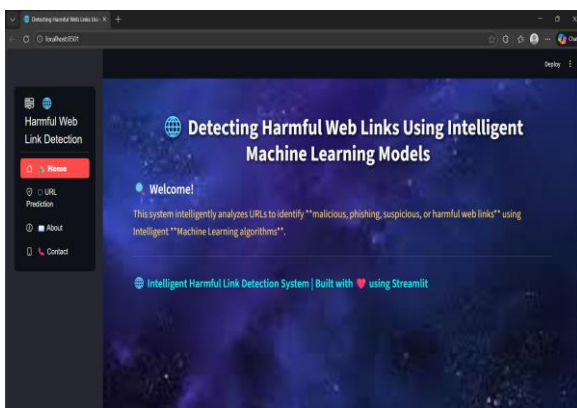 Detecting Harmful Web Links Usin
localhost:8501
Deploy
Harmful Web
Link Detection
Home
URL
Prediction
About
Contact
Detecting Harmful Web Links Using Intelligent
Machine Learning Models
Welcome!
This system intelligently analyzes URLs to identify **malicious, phishing, suspicious, or harmful web links** using
Intelligent **Machine Learning algorithms**.
Intelligent Harmful Link Detection System | Built with ❤️ using Streamlit